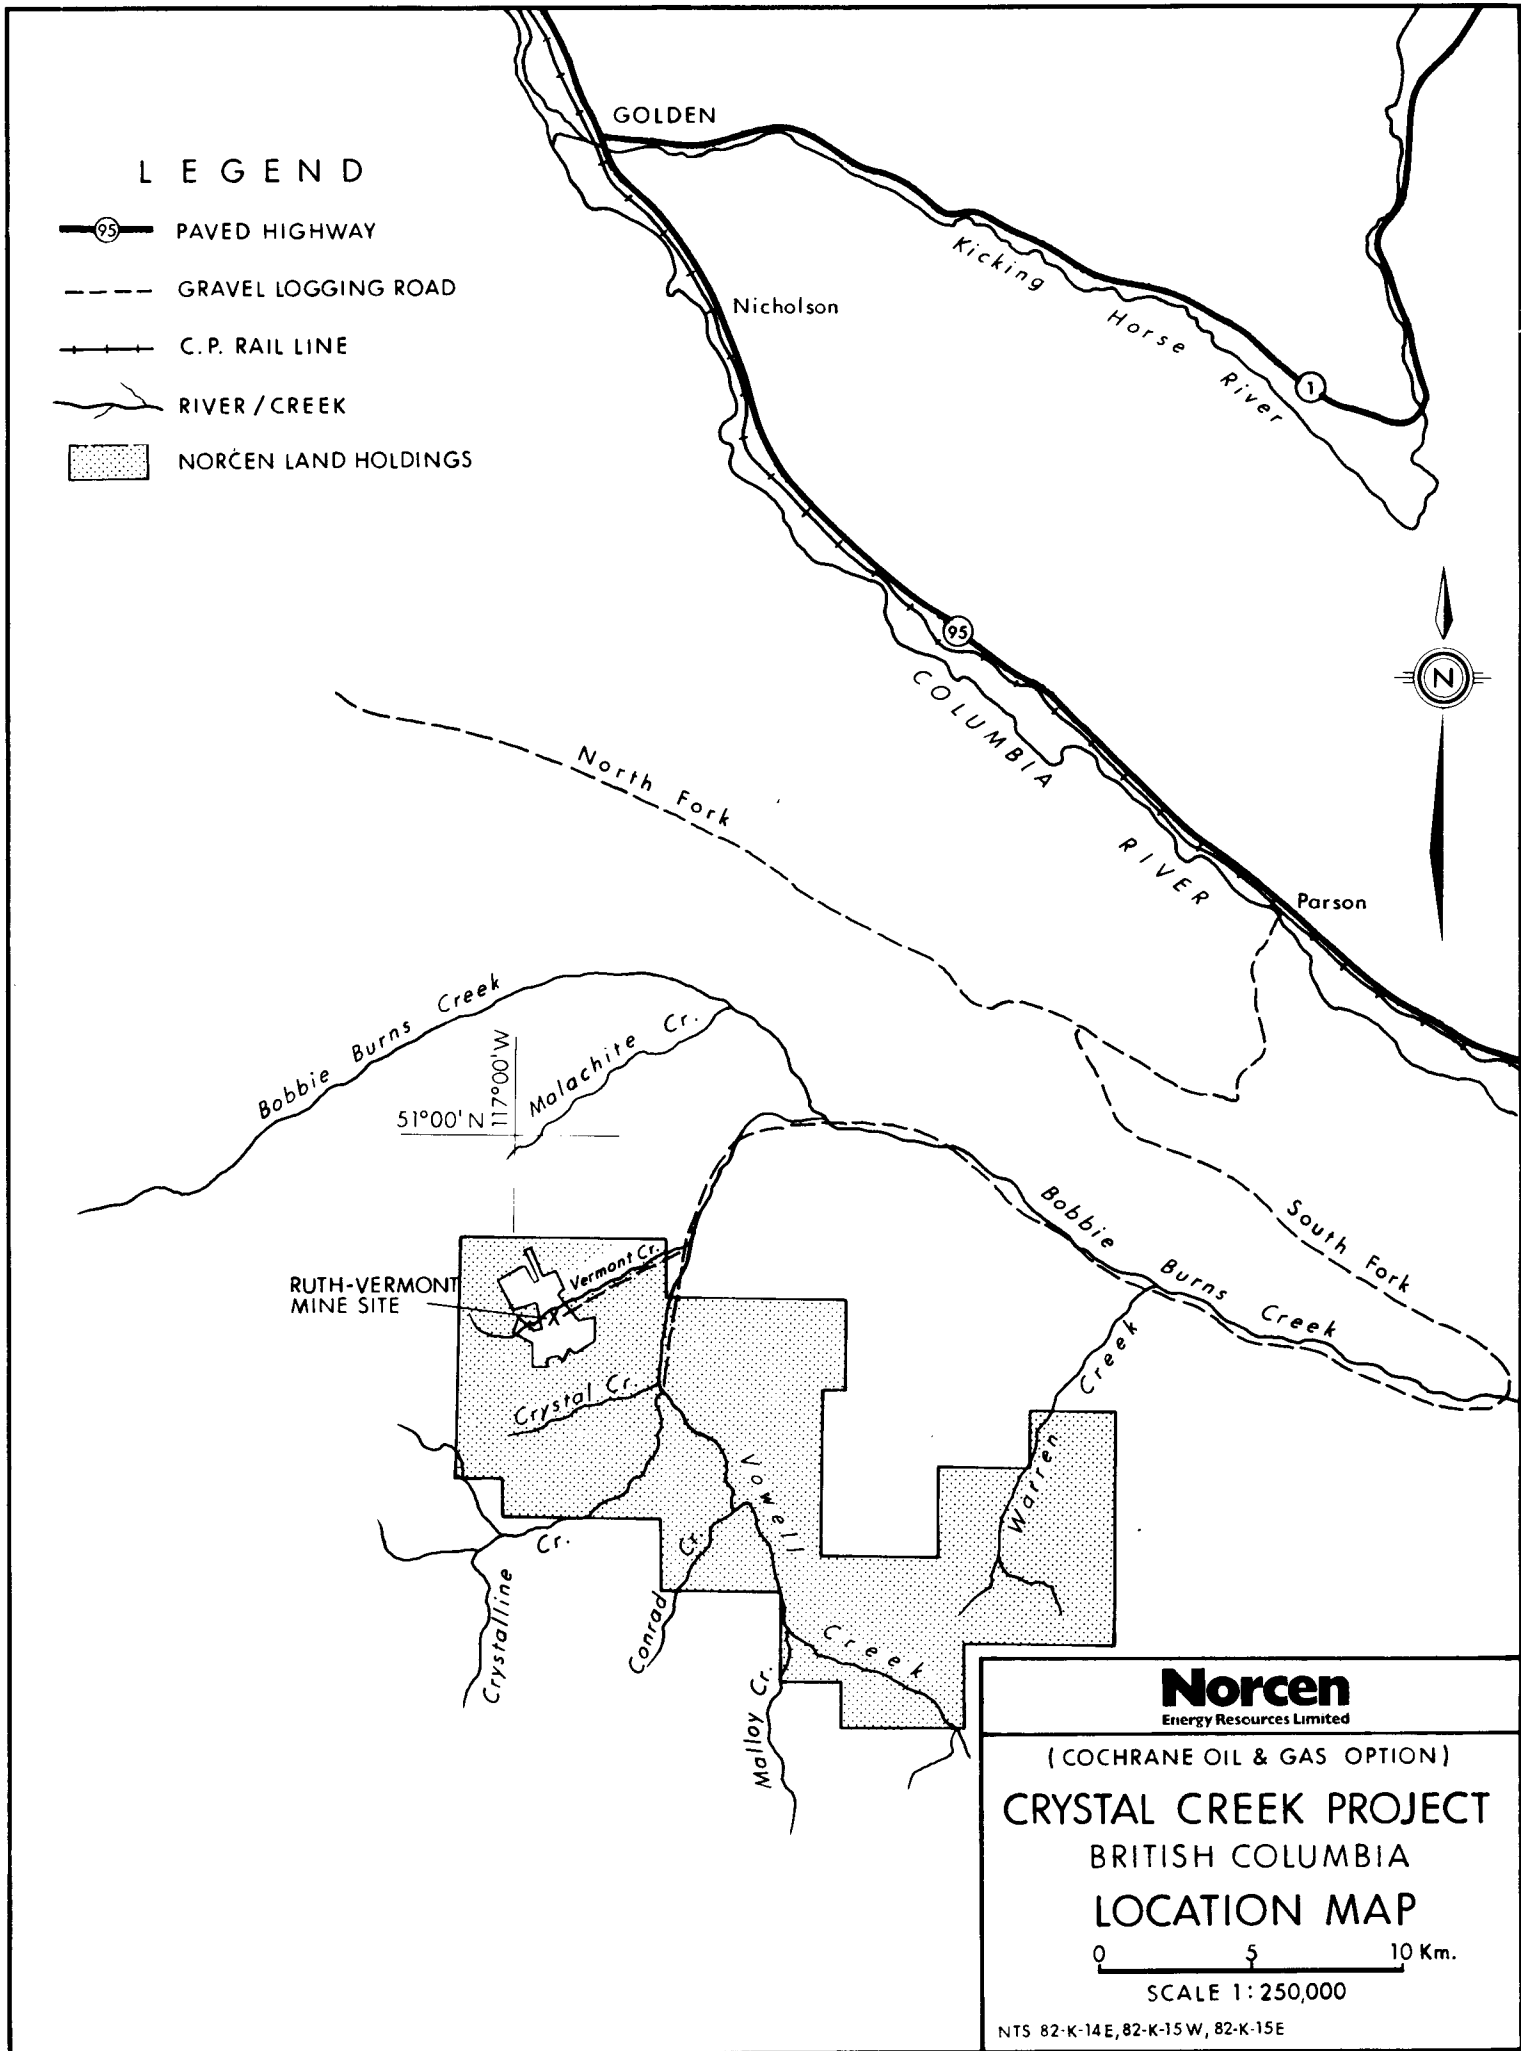 GOLDEN
LEGEND
95 PAVED HIGHWAY
GRAVEL LOGGING ROAD
C.P. RAIL LINE
RIVER / CREEK
NORCEN LAND HOLDINGS
Nicholson
Kicking Horse River
1
95
COLUMBIA RIVER
N
North Fork
Parson
Bobbie Burns Creek
Malachite Cr.
51°00'N
117°00'W
South Fork
Bobbie Burns Creek
Vermont Cr.
RUTH-VERMONT
MINE SITE
Crystal Cr.
Vowell Creek
Warren Creek
Crystalline Cr.
Conrad Cr.
Malloy Cr.
Norcen
Energy Resources Limited
(COCHRANE OIL & GAS OPTION)
CRYSTAL CREEK PROJECT
BRITISH COLUMBIA
LOCATION MAP
0 5 10 Km.
SCALE 1:250,000
NTS 82-K-14E, 82-K-15W, 82-K-15E